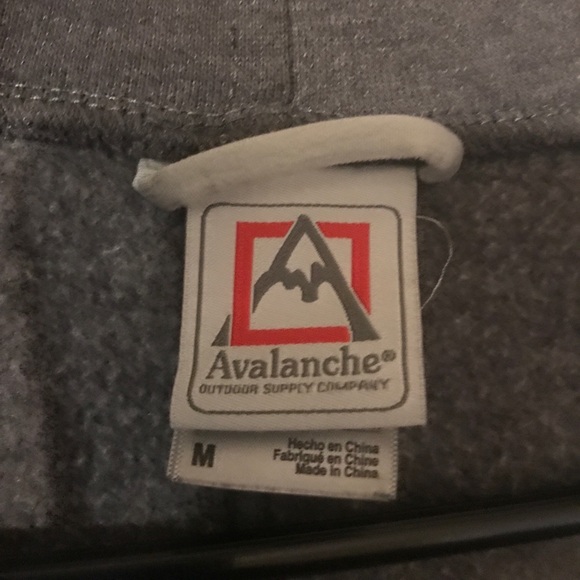 Avalanche®
OUTDOOR SUPPLY COMPANY
M
Hecho en China
Fabriqué en Chine
Made in China